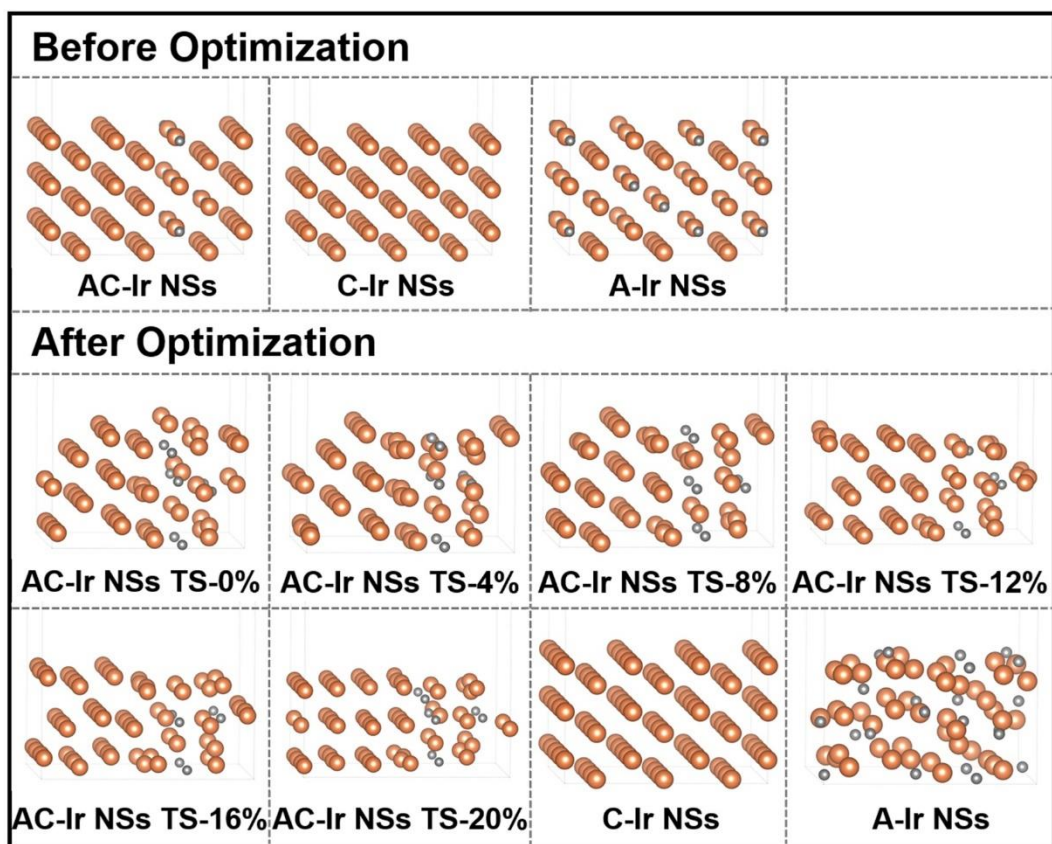 Before Optimization
AC-Ir NSs C-Ir NSs A-Ir NSs
After Optimization
AC-Ir NSs TS-0% AC-Ir NSs TS-4% AC-Ir NSs TS-8% AC-Ir NSs TS-12%
AC-Ir NSs TS-16% AC-Ir NSs TS-20% C-Ir NSs A-Ir NSs